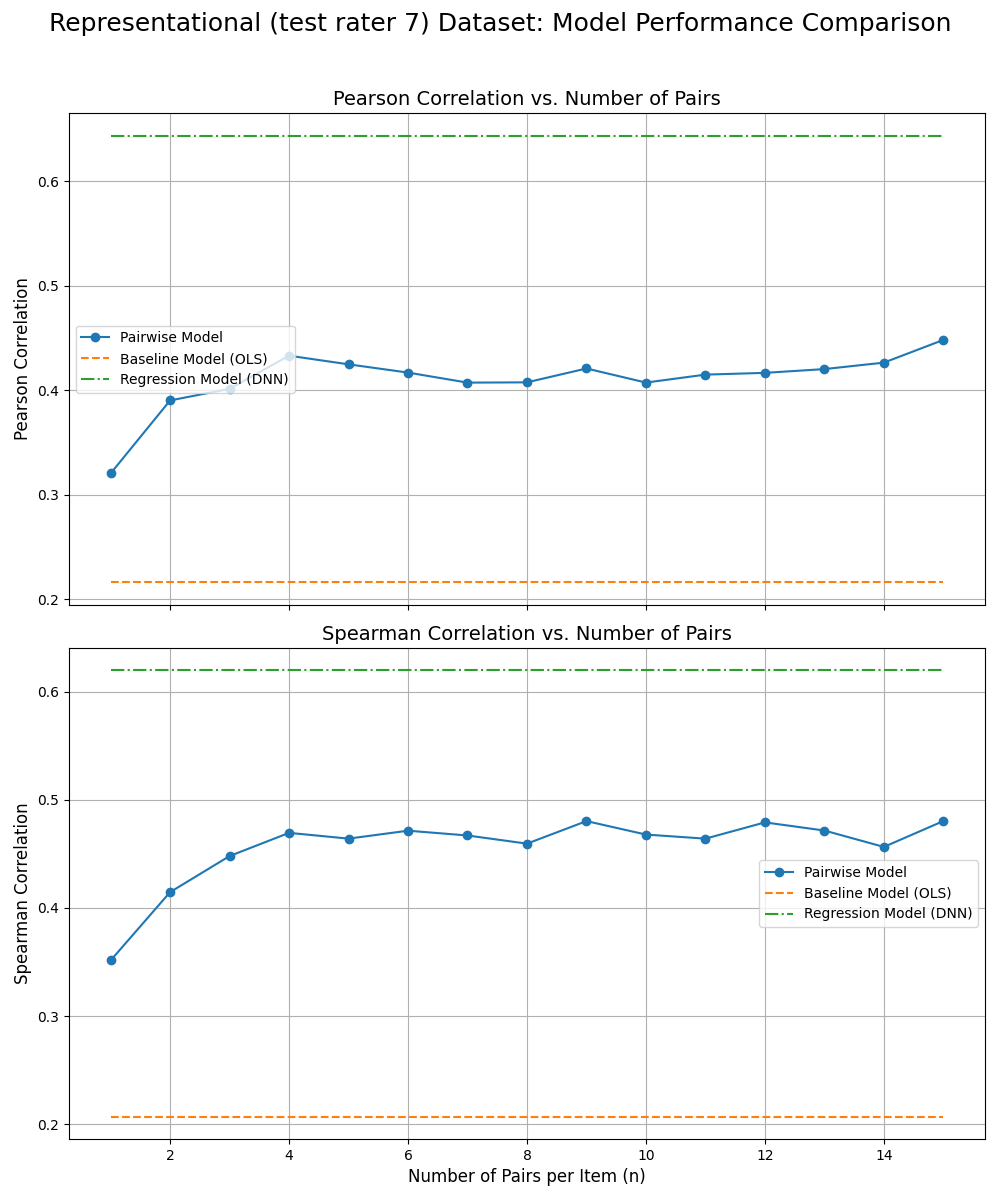 Representational (test rater 7) Dataset: Model Performance Comparison
Pearson Correlation vs. Number of Pairs
Pearson Correlation
0.6
0.5
0.4
0.3
0.2
Pairwise Model
Baseline Model (OLS)
Regression Model (DNN)
Spearman Correlation vs. Number of Pairs
Spearman Correlation
0.6
0.5
0.4
0.3
0.2
Pairwise Model
Baseline Model (OLS)
Regression Model (DNN)
2 4 6 8 10 12 14
Number of Pairs per Item (n)